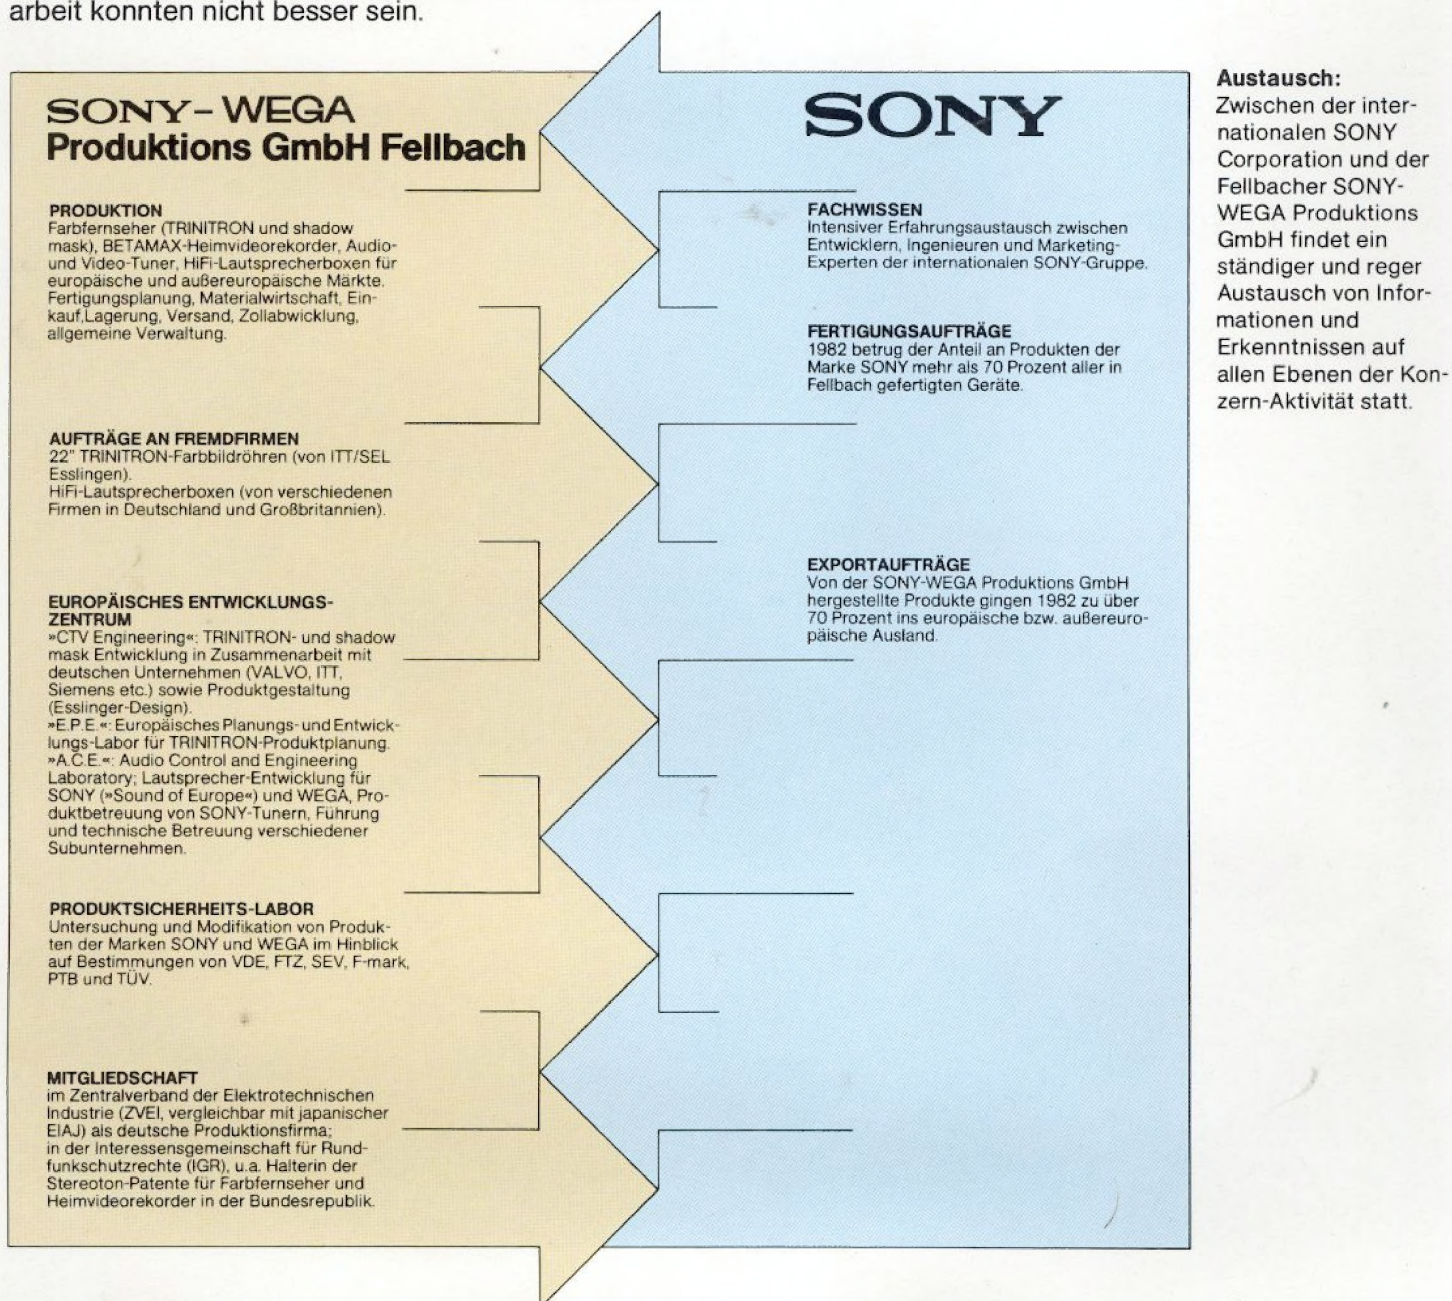 arbeit konnten nicht besser sein.
SONY-WEGA
Produktions GmbH Fellbach
PRODUKTION
Farbfernseher (TRINITRON und shadow
mask), BETAMAX-Heimvideorekorder, Audio-
und Video-Tuner, HiFi-Lautsprecherboxen für
europäische und außereuropäische Märkte.
Fertigungsplanung, Materialwirtschaft, Ein-
kauf,Lagerung, Versand, Zollabwicklung,
allgemeine Verwaltung.
AUFTRÄGE AN FREMDFIRMEN
22" TRINITRON-Farbbildröhren (von ITT/SEL
Esslingen).
HiFi-Lautsprecherboxen (von verschiedenen
Firmen in Deutschland und Großbritannien).
EUROPÄISCHES ENTWICKLUNGS-
ZENTRUM
»CTV Engineering«: TRINITRON- und shadow
mask Entwicklung in Zusammenarbeit mit
deutschen Unternehmen (VALVO, ITT,
Siemens etc.) sowie Produktgestaltung
(Esslinger-Design).
»E.P.E.«: Europäisches Planungs- und Entwick-
lungs-Labor für TRINITRON-Produktplanung.
»A.C.E.«: Audio Control and Engineering
Laboratory; Lautsprecher-Entwicklung für
SONY (»Sound of Europe«) und WEGA, Pro-
duktbetreuung von SONY-Tunern, Führung
und technische Betreuung verschiedener
Subunternehmen.
PRODUKTSICHERHEITS-LABOR
Untersuchung und Modifikation von Produk-
ten der Marken SONY und WEGA im Hinblick
auf Bestimmungen von VDE, FTZ, SEV, F-mark,
PTB und TÜV.
MITGLIEDSCHAFT
im Zentralverband der Elektrotechnischen
Industrie (ZVEI, vergleichbar mit japanischer
EIAJ) als deutsche Produktionsfirma;
in der Interessensgemeinschaft für Rund-
funkschutzrechte (IGR), u.a. Halterin der
Stereoton-Patente für Farbfernseher und
Heimvideorekorder in der Bundesrepublik.
SONY
FACHWISSEN
Intensiver Erfahrungsaustausch zwischen
Entwicklern, Ingenieuren und Marketing-
Experten der internationalen SONY-Gruppe.
FERTIGUNGSAUFTRÄGE
1982 betrug der Anteil an Produkten der
Marke SONY mehr als 70 Prozent aller in
Fellbach gefertigten Geräte.
EXPORTAUFTRÄGE
Von der SONY-WEGA Produktions GmbH
hergestellte Produkte gingen 1982 zu über
70 Prozent ins europäische bzw. außereuro-
päische Ausland.
Austausch:
Zwischen der inter-
nationalen SONY
Corporation und der
Fellbacher SONY-
WEGA Produktions
GmbH findet ein
ständiger und reger
Austausch von Infor-
mationen und
Erkenntnissen auf
allen Ebenen der Kon-
zern-Aktivität statt.